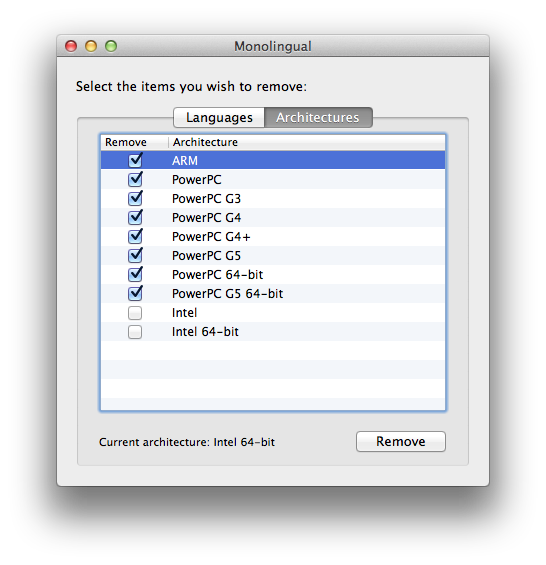 Monolingual
Select the items you wish to remove:
Languages Architectures
Remove Architecture
ARM
PowerPC
PowerPC G3
PowerPC G4
PowerPC G4+
PowerPC G5
PowerPC 64-bit
PowerPC G5 64-bit
Intel
Intel 64-bit
Current architecture: Intel 64-bit Remove